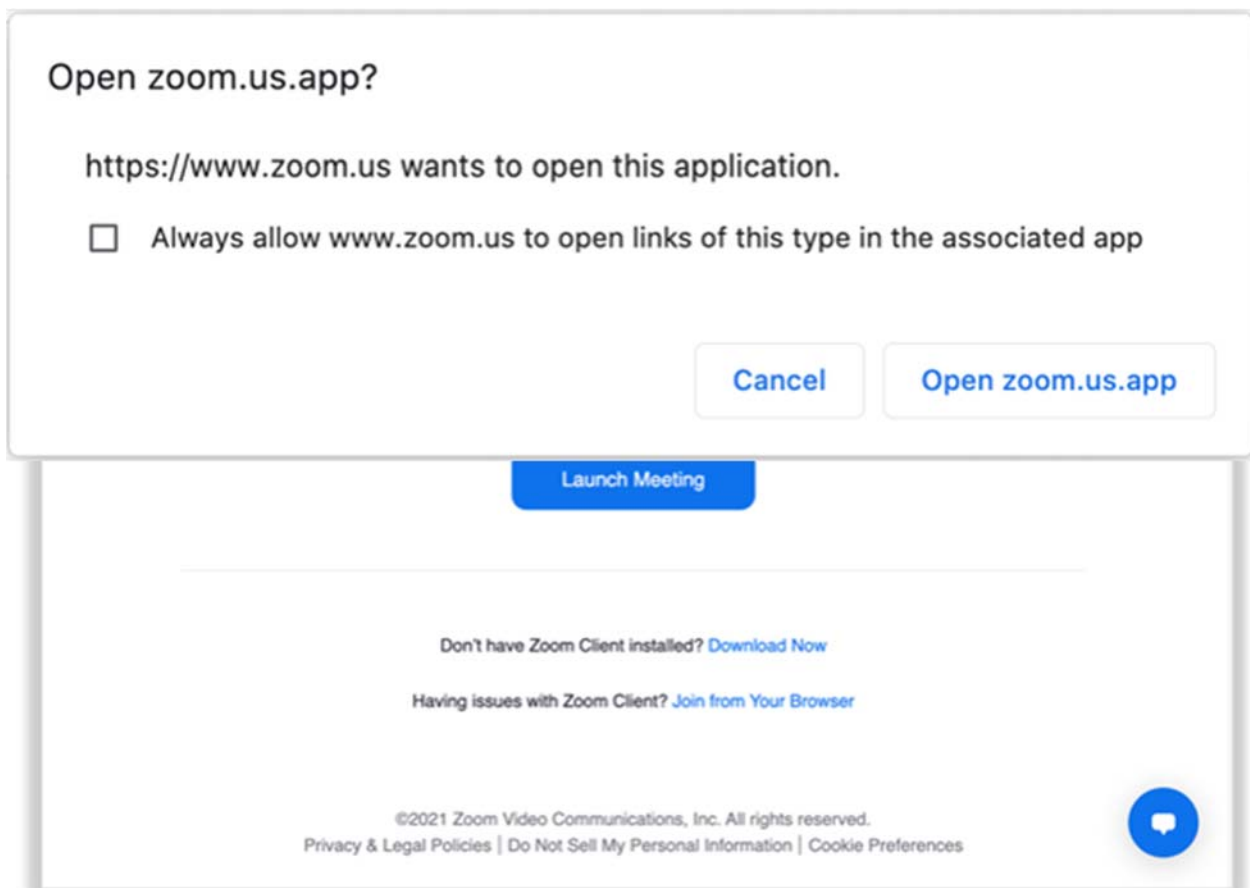 Open zoom.us.app?
https://www.zoom.us wants to open this application.
Always allow www.zoom.us to open links of this type in the associated app
Cancel Open zoom.us.app
Launch Meeting
Don't have Zoom Client installed? Download Now
Having issues with Zoom Client? Join from Your Browser
©2021 Zoom Video Communications, Inc. All rights reserved.
Privacy & Legal Policies | Do Not Sell My Personal Information | Cookie Preferences